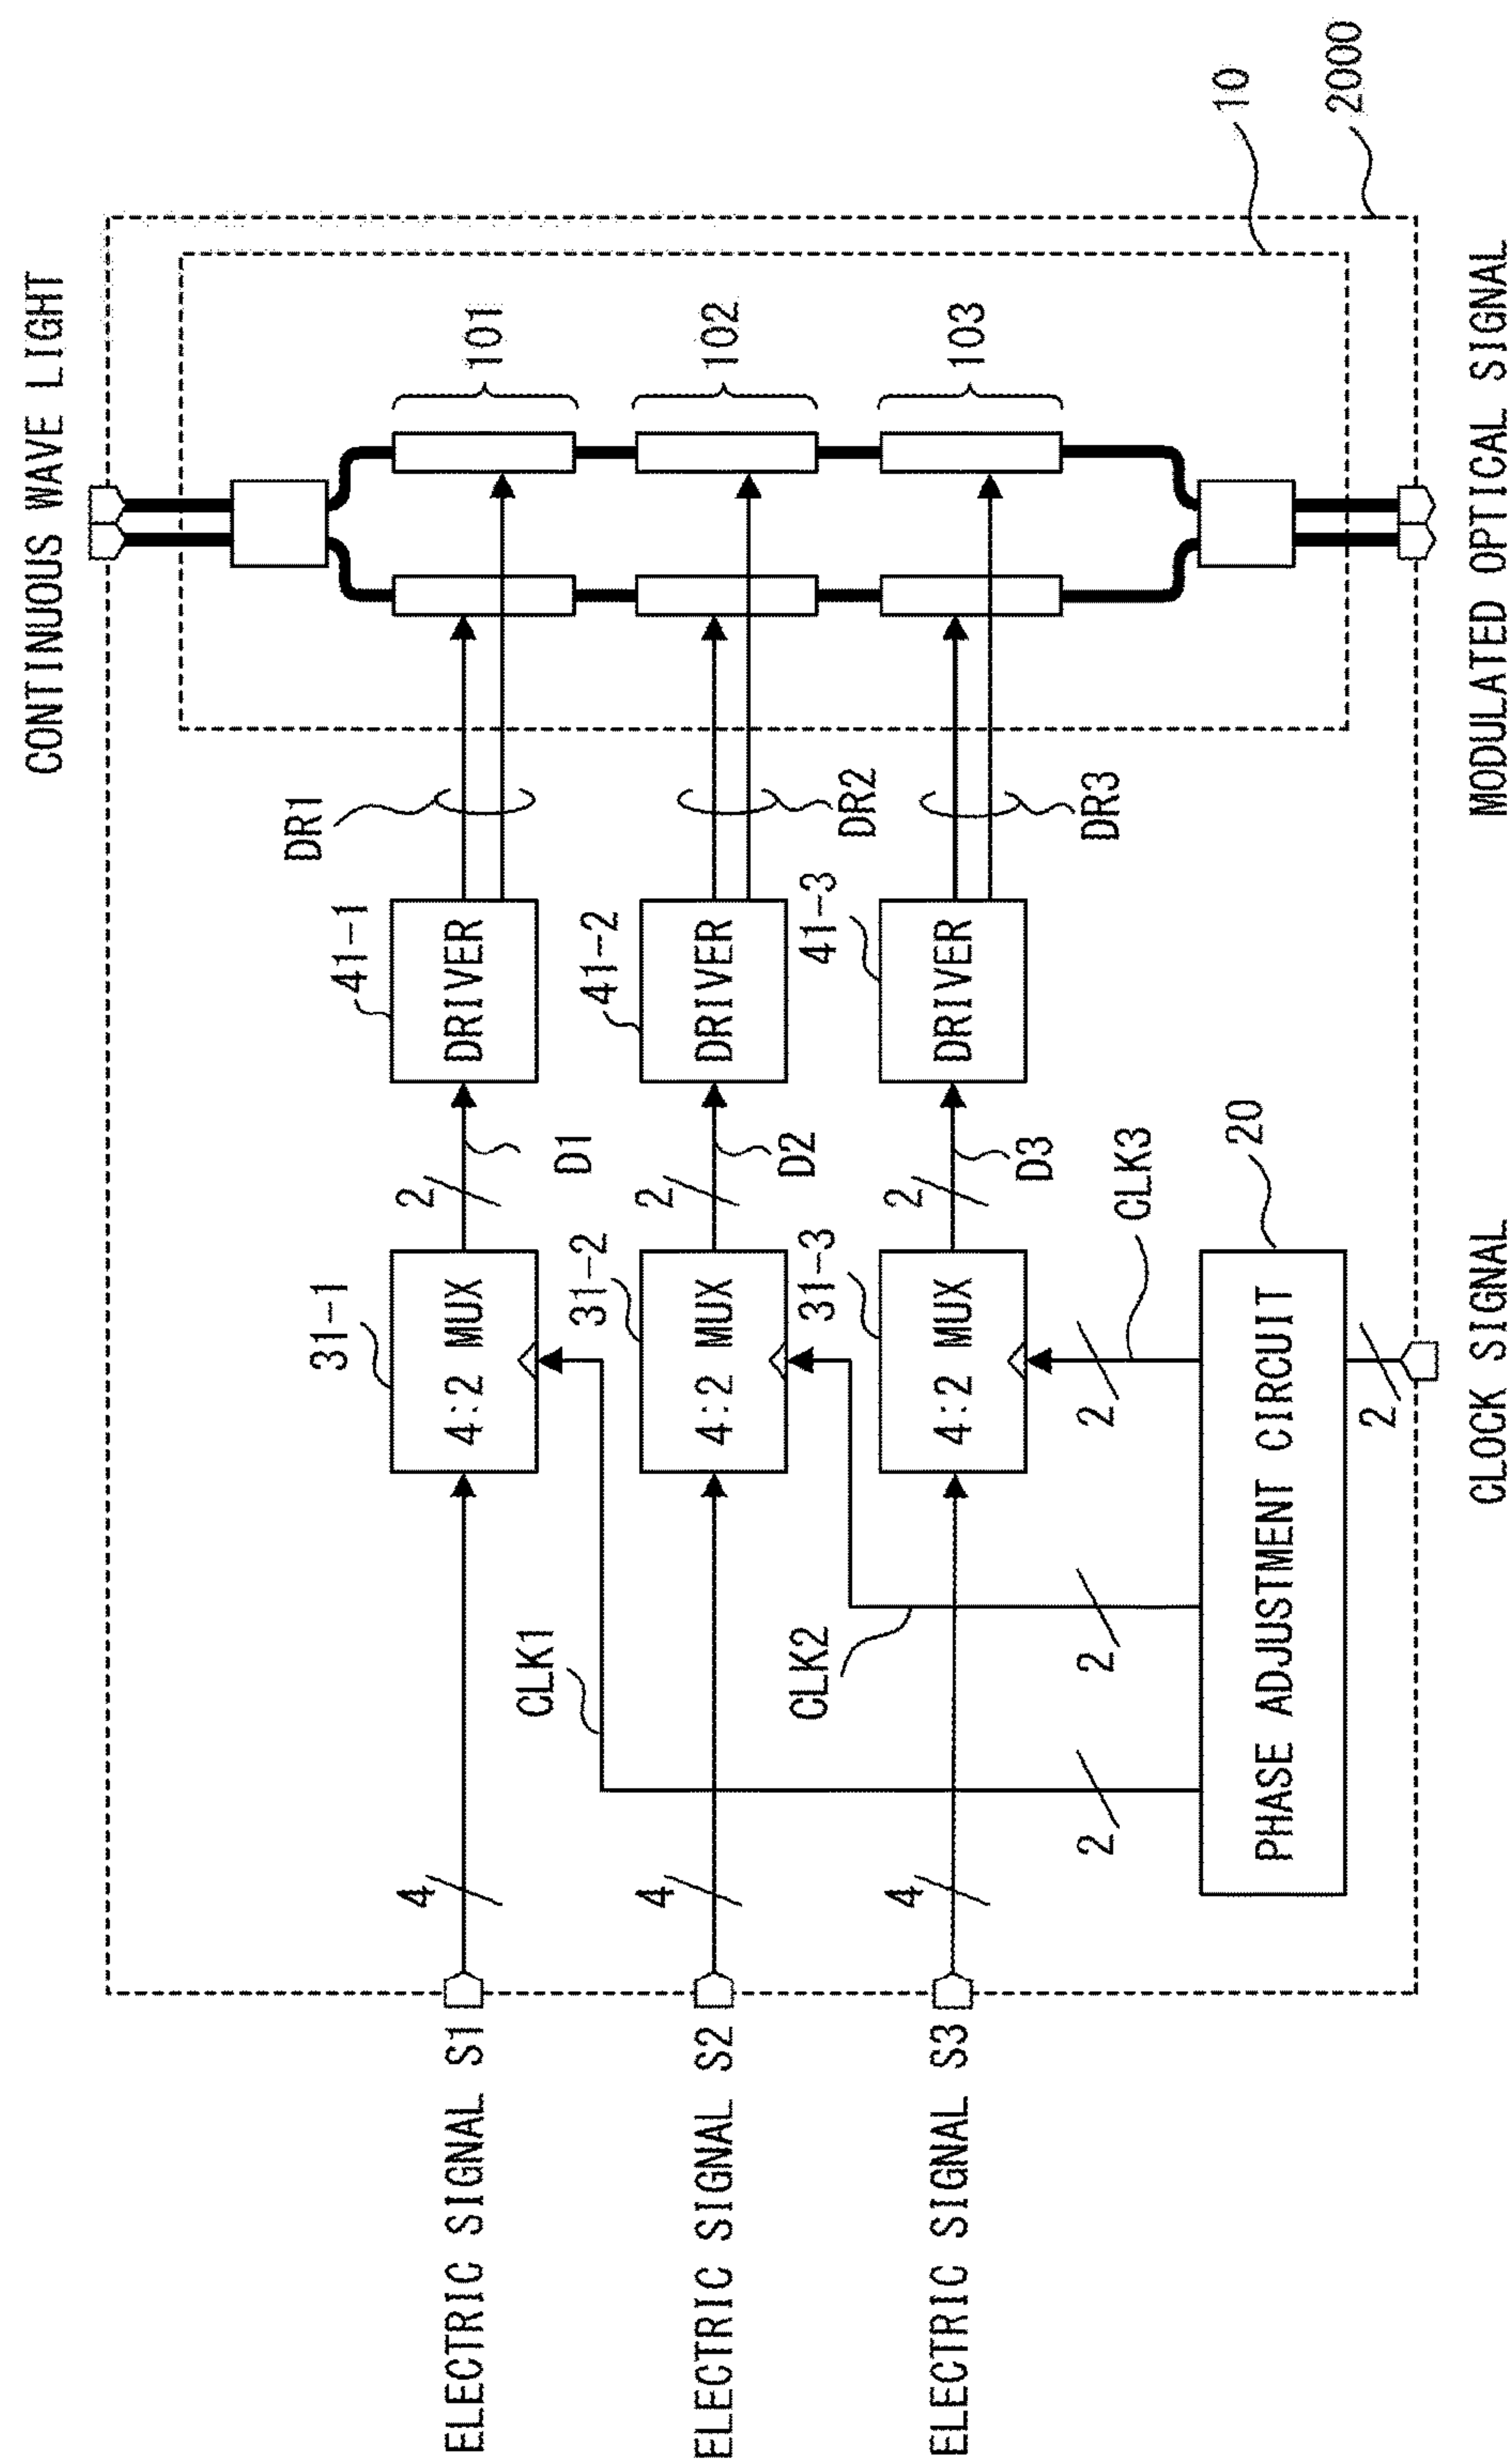 CONTINUOUS WAVE LIGHT
10
2000
101
102
103
DR1
DR2
DR3
41-1
DRIVER
41-2
DRIVER
41-3
DRIVER
2
D1
2
D2
2
D3
31-1
4:2 MUX
31-2
4:2 MUX
31-3
4:2 MUX
CLK1
CLK2
CLK3
2
2
2
20
PHASE ADJUSTMENT CIRCUIT
2
4
4
4
ELECTRIC SIGNAL S1
ELECTRIC SIGNAL S2
ELECTRIC SIGNAL S3
CLOCK SIGNAL
MODULATED OPTICAL SIGNAL